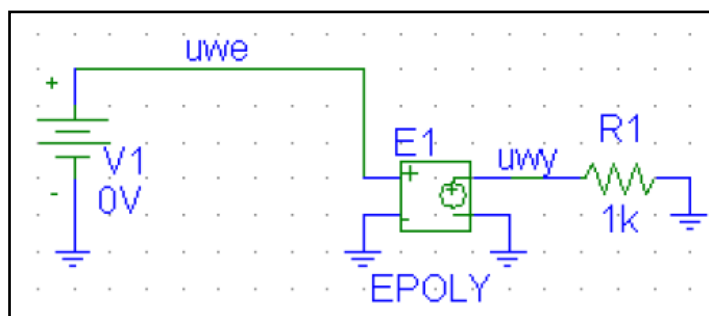 uwe
+
V1
-
0V
E1
+
-
+
EPOLY
uwy
R1
1k